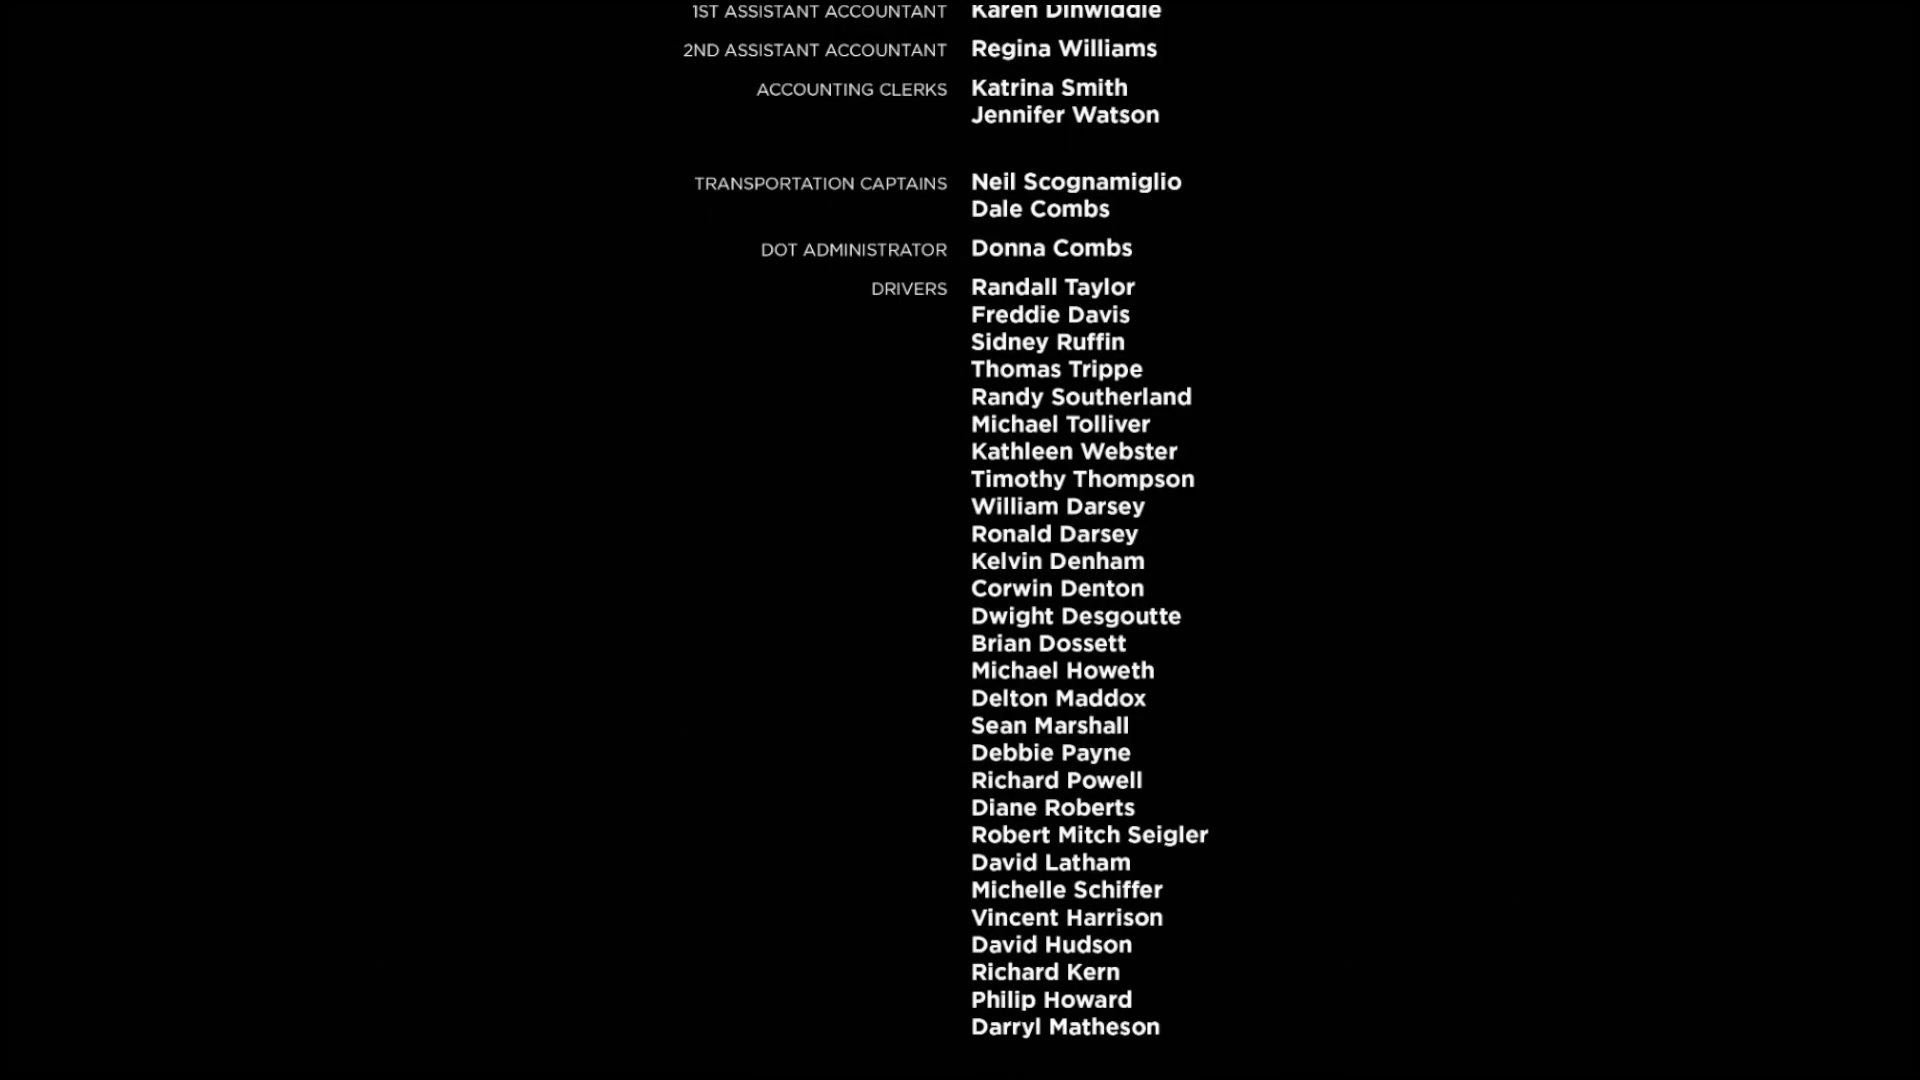 1ST ASSISTANT ACCOUNTANT Karen Dinwiddie
2ND ASSISTANT ACCOUNTANT Regina Williams
ACCOUNTING CLERKS Katrina Smith
Jennifer Watson
TRANSPORTATION CAPTAINS Neil Scognamiglio
Dale Combs
DOT ADMINISTRATOR Donna Combs
DRIVERS Randall Taylor
Freddie Davis
Sidney Ruffin
Thomas Trippe
Randy Southerland
Michael Tolliver
Kathleen Webster
Timothy Thompson
William Darsey
Ronald Darsey
Kelvin Denham
Corwin Denton
Dwight Desgoutte
Brian Dossett
Michael Howeth
Delton Maddox
Sean Marshall
Debbie Payne
Richard Powell
Diane Roberts
Robert Mitch Seigler
David Latham
Michelle Schiffer
Vincent Harrison
David Hudson
Richard Kern
Philip Howard
Darryl Matheson